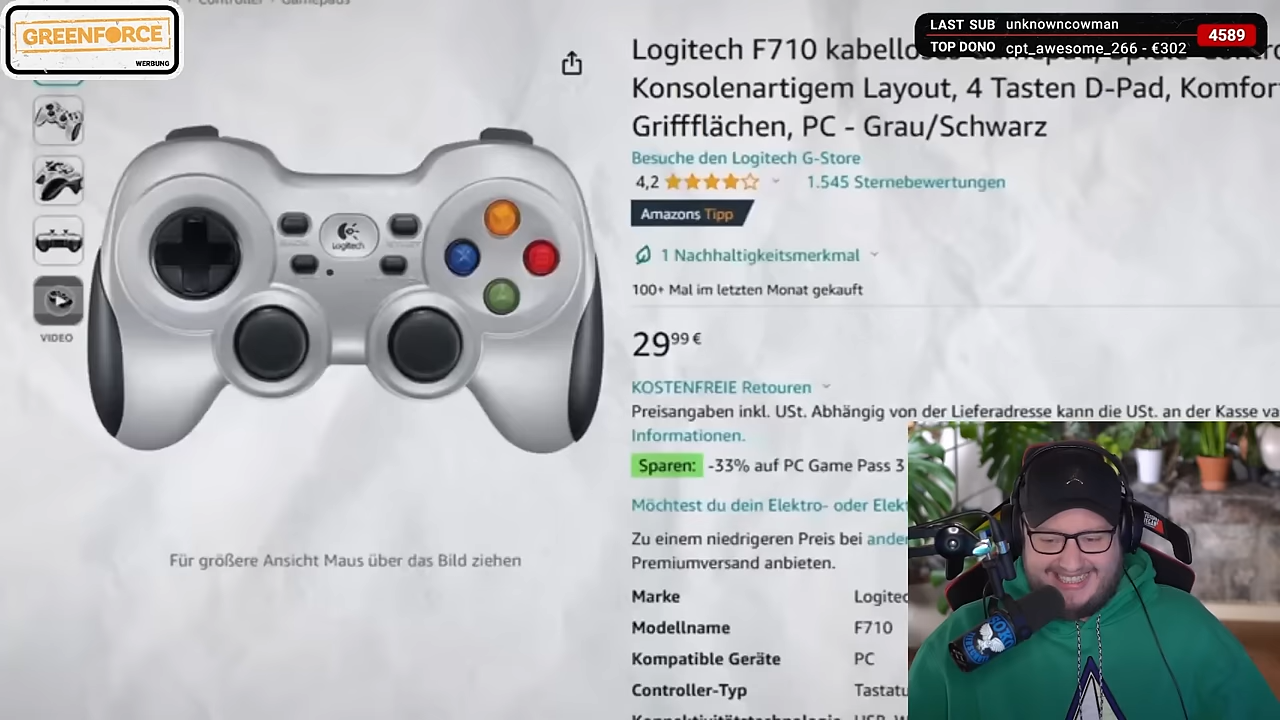 Controller › Gamepads
GREENFORCE
WERBUNG
LAST SUB unknowncowman
TOP DONO cpt_awesome_266 - €302
4589
Logitech F710
Konsolenartigem Layout, 4 Tasten D-Pad,
Griffflächen, PC - Grau/Schwarz
Besuche den Logitech G-Store
4,2
1.545 Sternebewertungen
Amazons Tipp
1 Nachhaltigkeitsmerkmal
100+ Mal im letzten Monat gekauft
29 99 €
KOSTENFREIE Retouren
Preisangaben inkl. USt. Abhängig von der Lieferadresse kann die USt. an der Kasse va
Informationen.
Sparen: -33% auf PC Game Pass 3
Möchtest du dein Elektro- oder Elekt
Zu einem niedrigeren Preis bei ande
Premiumversand anbieten.
Marke Logitec
Modellname F710
Kompatible Geräte PC
Controller-Typ Tastatu
Konnektivitätstechnologie USB, W
VIDEO
Logitech
X
Für größere Ansicht Maus über das Bild ziehen